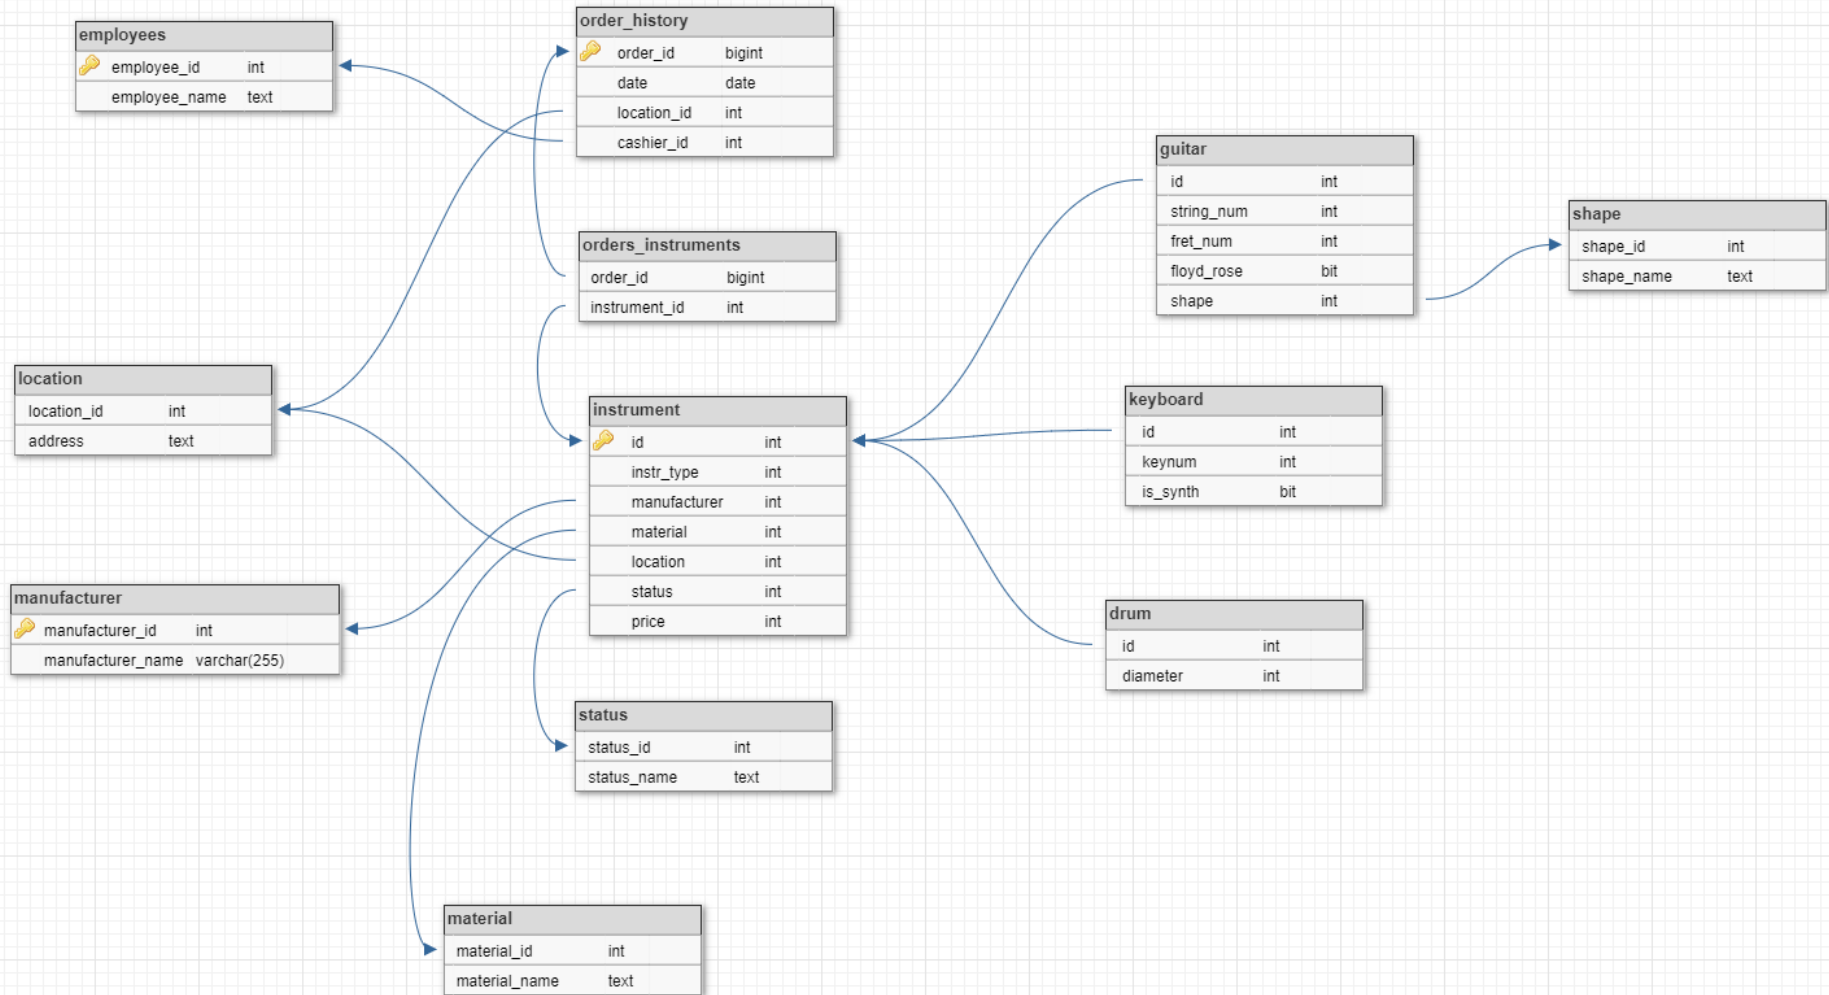 employees
employee_id int
employee_name text
order_history
order_id bigint
date date
location_id int
cashier_id int
orders_instruments
order_id bigint
instrument_id int
guitar
id int
string_num int
fret_num int
floyd_rose bit
shape int
shape
shape_id int
shape_name text
location
location_id int
address text
instrument
id int
instr_type int
manufacturer int
material int
location int
status int
price int
keyboard
id int
keynum int
is_synth bit
manufacturer
manufacturer_id int
manufacturer_name varchar(255)
drum
id int
diameter int
status
status_id int
status_name text
material
material_id int
material_name text